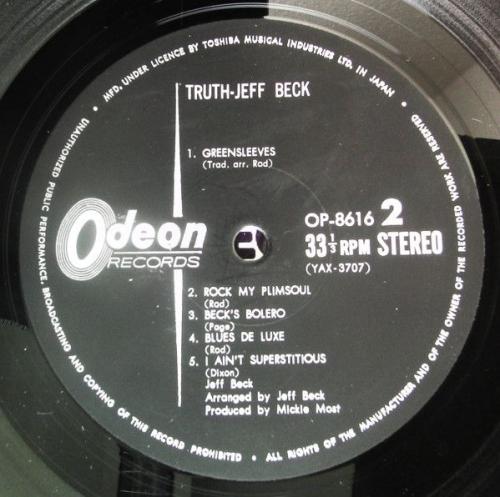 • MFD. UNDER LICENCE BY TOSHIBA MUSICAL INDUSTRIES LTD. IN JAPAN •
ALL RIGHTS OF THE MANUFACTURER AND OF THE OWNER OF THE RECORDED WORK ARE RESERVED
UNAUTHORIZED PUBLIC PERFORMANCE, BROADCASTING AND COPYING OF THIS RECORD PROHIBITED •
TRUTH-JEFF BECK
1. GREENSLEEVES
(Trad. arr. Rod)
Odeon
RECORDS
OP-8616 2
33⅓ RPM STEREO
(YAX-3707)
2. ROCK MY PLIMSOUL
(Rod)
3. BECK'S BOLERO
(Page)
4. BLUES DE LUXE
(Rod)
5. I AIN'T SUPERSTITIOUS
(Dixon)
Jeff Beck
Arranged by Jeff Beck
Produced by Mickie Most